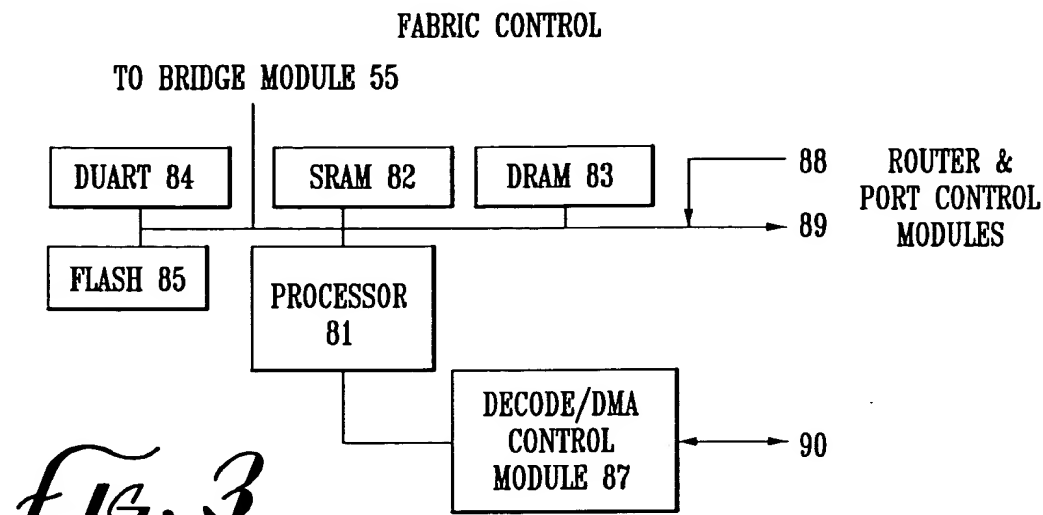 FABRIC CONTROL
TO BRIDGE MODULE 55
DUART 84
SRAM 82
DRAM 83
88
ROUTER &
PORT CONTROL
MODULES
89
FLASH 85
PROCESSOR
81
DECODE/DMA
CONTROL
MODULE 87
90
FIG. 3